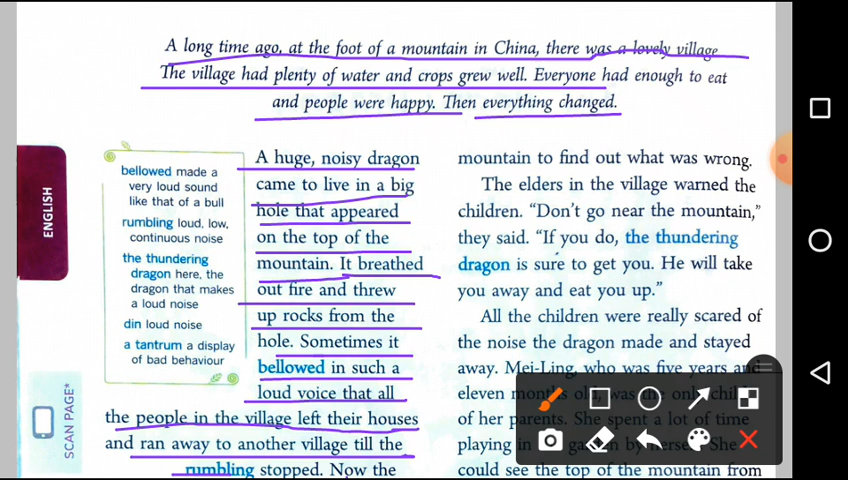 A long time ago, at the foot of a mountain in China, there was a lovely village
The village had plenty of water and crops grew well. Everyone had enough to eat
and people were happy. Then everything changed.
ENGLISH
SCAN PAGE*
bellowed made a
very loud sound
like that of a bull
rumbling loud, low,
continuous noise
the thundering
dragon here, the
dragon that makes
a loud noise
din loud noise
a tantrum a display
of bad behaviour
A huge, noisy dragon
came to live in a big
hole that appeared
on the top of the
mountain. It breathed
out fire and threw
up rocks from the
hole. Sometimes it
bellowed in such a
loud voice that all
the people in the village left their houses
and ran away to another village till the
rumbling stopped. Now the
mountain to find out what was wrong.
The elders in the village warned the
children. “Don’t go near the mountain,”
they said. “If you do, the thundering
dragon is sure to get you. He will take
you away and eat you up.”
All the children were really scared of
the noise the dragon made and stayed
away. Mei-Ling, who was five years and
eleven months old, was the only child
of her parents. She spent a lot of time
playing in the garden by herself. She
could see the top of the mountain from